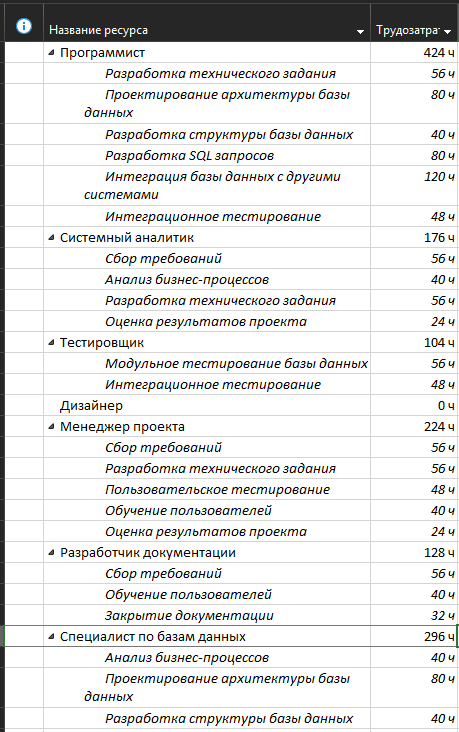 Название ресурса Трудозатрат
Программист 424 ч
Разработка технического задания 56 ч
Проектирование архитектуры базы 80 ч
данных
Разработка структуры базы данных 40 ч
Разработка SQL запросов 80 ч
Интеграция базы данных с другими 120 ч
системами
Интеграционное тестирование 48 ч
Системный аналитик 176 ч
Сбор требований 56 ч
Анализ бизнес-процессов 40 ч
Разработка технического задания 56 ч
Оценка результатов проекта 24 ч
Тестировщик 104 ч
Модульное тестирование базы данных 56 ч
Интеграционное тестирование 48 ч
Дизайнер 0 ч
Менеджер проекта 224 ч
Сбор требований 56 ч
Разработка технического задания 56 ч
Пользовательское тестирование 48 ч
Обучение пользователей 40 ч
Оценка результатов проекта 24 ч
Разработчик документации 128 ч
Сбор требований 56 ч
Обучение пользователей 40 ч
Закрытие документации 32 ч
Специалист по базам данных 296 ч
Анализ бизнес-процессов 40 ч
Проектирование архитектуры базы 80 ч
данных
Разработка структуры базы данных 40 ч